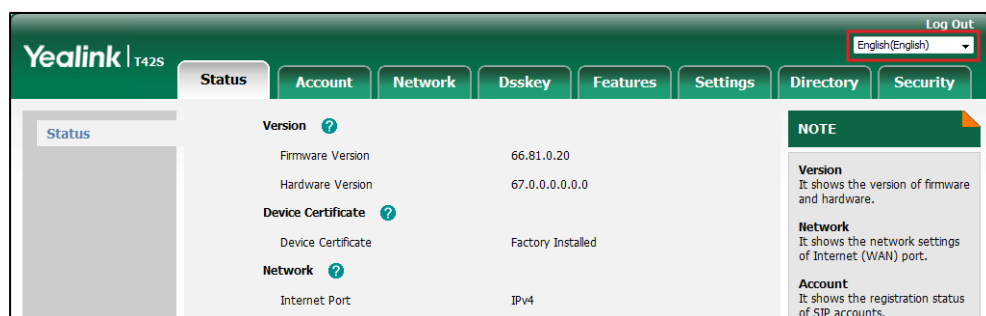 Log Out
Yealink | T42S
English(English)
Status Account Network Dsskey Features Settings Directory Security
Status
Version ?
Firmware Version 66.81.0.20
Hardware Version 67.0.0.0.0.0.0
Device Certificate ?
Device Certificate Factory Installed
Network ?
Internet Port IPv4
NOTE
Version
It shows the version of firmware
and hardware.
Network
It shows the network settings
of Internet (WAN) port.
Account
It shows the registration status
of SIP accounts.